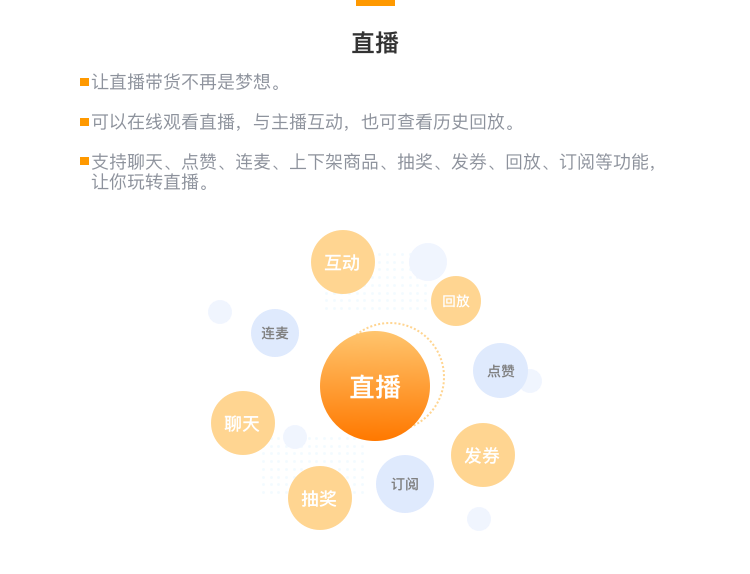 直播
让直播带货不再是梦想。
可以在线观看直播，与主播互动，也可查看历史回放。
支持聊天、点赞、连麦、上下架商品、抽奖、发券、回放、订阅等功能，
让你玩转直播。
互动
回放
连麦
点赞
直播
聊天
发券
订阅
抽奖